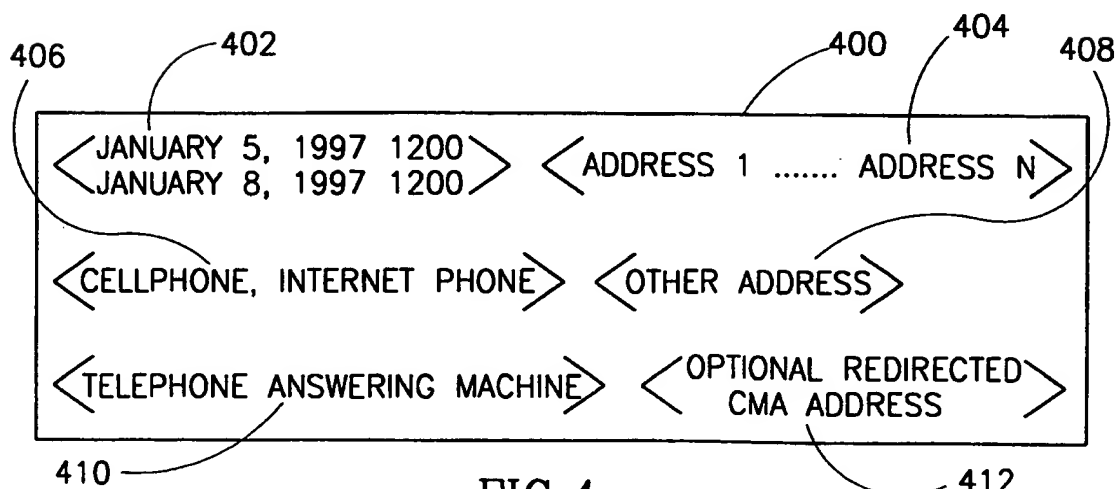 402 400 404
406 408
<JANUARY 5, 1997 1200
JANUARY 8, 1997 1200> <ADDRESS 1 ....... ADDRESS N>
<CELLPHONE, INTERNET PHONE> <OTHER ADDRESS>
<TELEPHONE ANSWERING MACHINE> <OPTIONAL REDIRECTED
CMA ADDRESS>
410 412